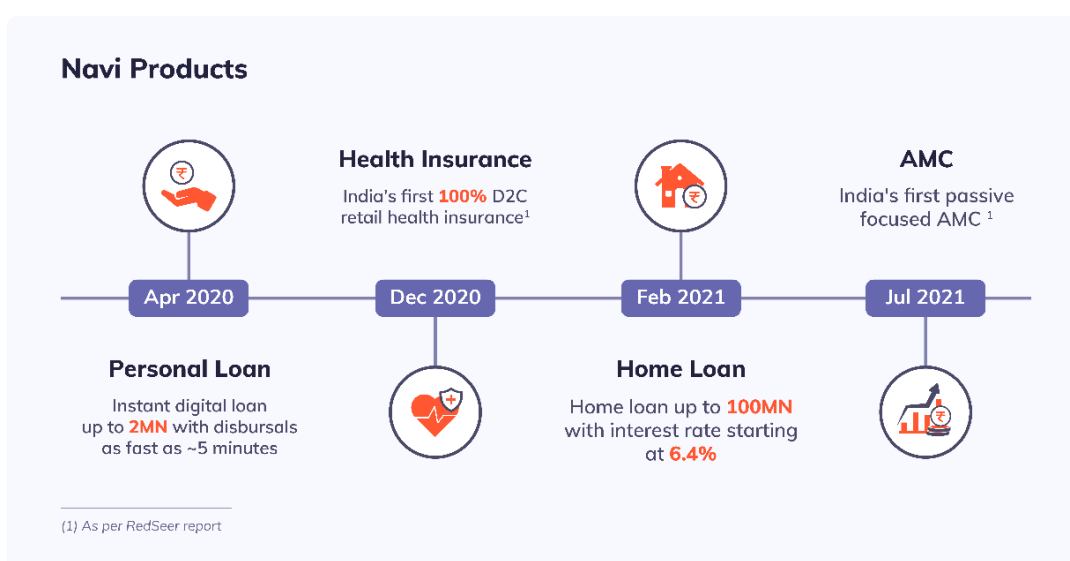 Navi Products
Apr 2020
Personal Loan
Instant digital loan
up to 2MN with disbursals
as fast as ~5 minutes
Health Insurance
India's first 100% D2C
retail health insurance¹
Dec 2020
Feb 2021
Home Loan
Home loan up to 100MN
with interest rate starting
at 6.4%
AMC
India's first passive
focused AMC ¹
Jul 2021
(1) As per RedSeer report